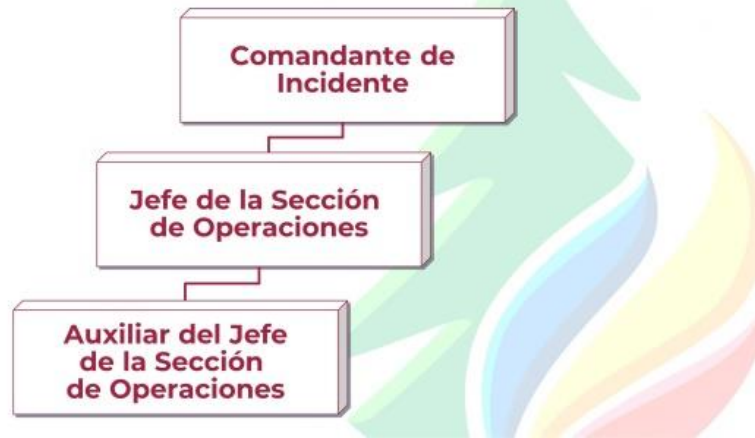 Comandante de
Incidente
Jefe de la Sección
de Operaciones
Auxiliar del Jefe
de la Sección
de Operaciones